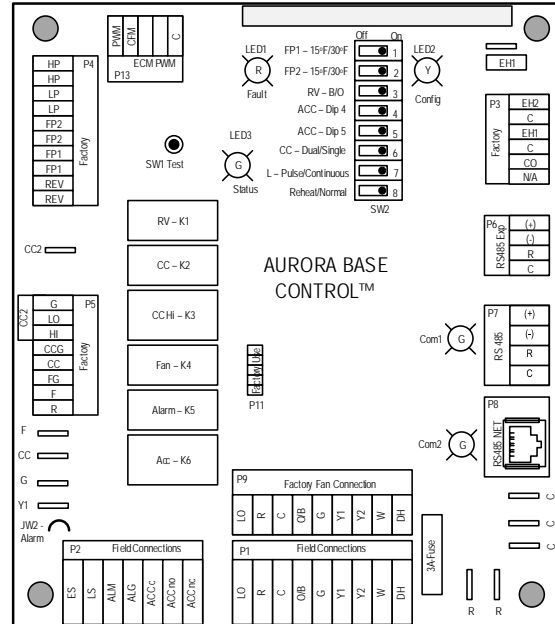 PWM
CFM
C
ECM PWM
P13
P4
HP
HP
LP
LP
FP2
FP2
FP1
FP1
REV
REV
Factory
SW1 Test
LED1
R
Fault
LED3
G
Status
Off On
FP1 – 15ºF/30ºF 1
FP2 – 15ºF/30ºF 2
RV – B/O 3
ACC – Dip 4 4
ACC – Dip 5 5
CC – Dual/Single 6
L – Pulse/Continuous 7
Reheat/Normal 8
SW2
LED2
Y
Config
EH1
P3
EH2
C
EH1
C
CO
N/A
Factory
P6
(+)
(-)
R
C
RS485 Exp
P7
(+)
(-)
R
C
RS 485
Com1
G
P8
RS485 NET
Com2
G
AURORA BASE
CONTROL™
RV – K1
CC – K2
CC Hi – K3
Fan – K4
Alarm – K5
Acc – K6
CC2
CC2
P5
G
LO
HI
CCG
CC
FG
F
R
Factory
F
CC
G
Y1
JW2 -
Alarm
Factory Use
P11
P9 Factory Fan Connection
LO
R
C
O/B
G
Y1
Y2
W
DH
P2 Field Connections
ES
LS
ALM
ALG
ACC c
ACC no
ACC nc
P1 Field Connections
LO
R
C
O/B
G
Y1
Y2
W
DH
3A-Fuse
C
C
C
R R